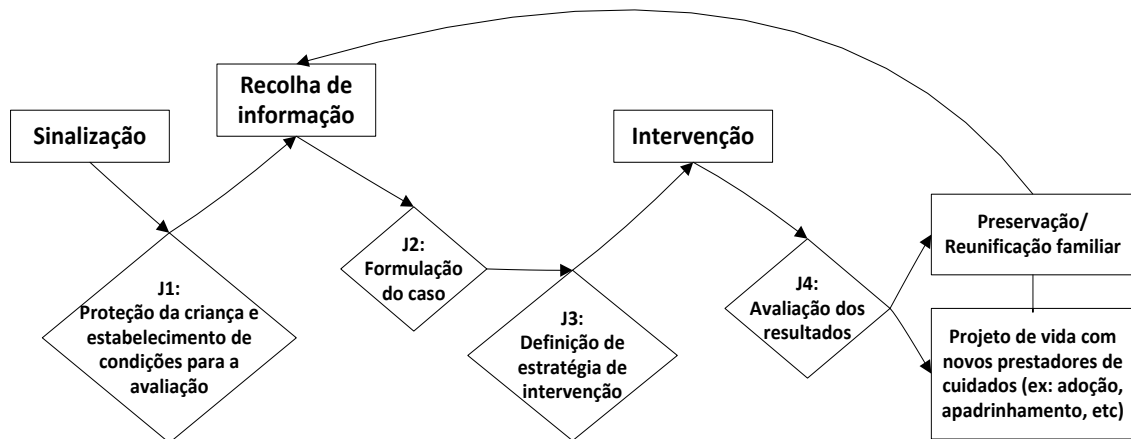 Sinalização
Recolha de
informação
Intervenção
J1:
Proteção da criança e
estabelecimento de
condições para a
avaliação
J2:
Formulação
do caso
J3:
Definição de
estratégia de
intervenção
J4:
Avaliação dos
resultados
Preservação/
Reunificação familiar
Projeto de vida com
novos prestadores de
cuidados (ex: adoção,
apadrinhamento, etc)